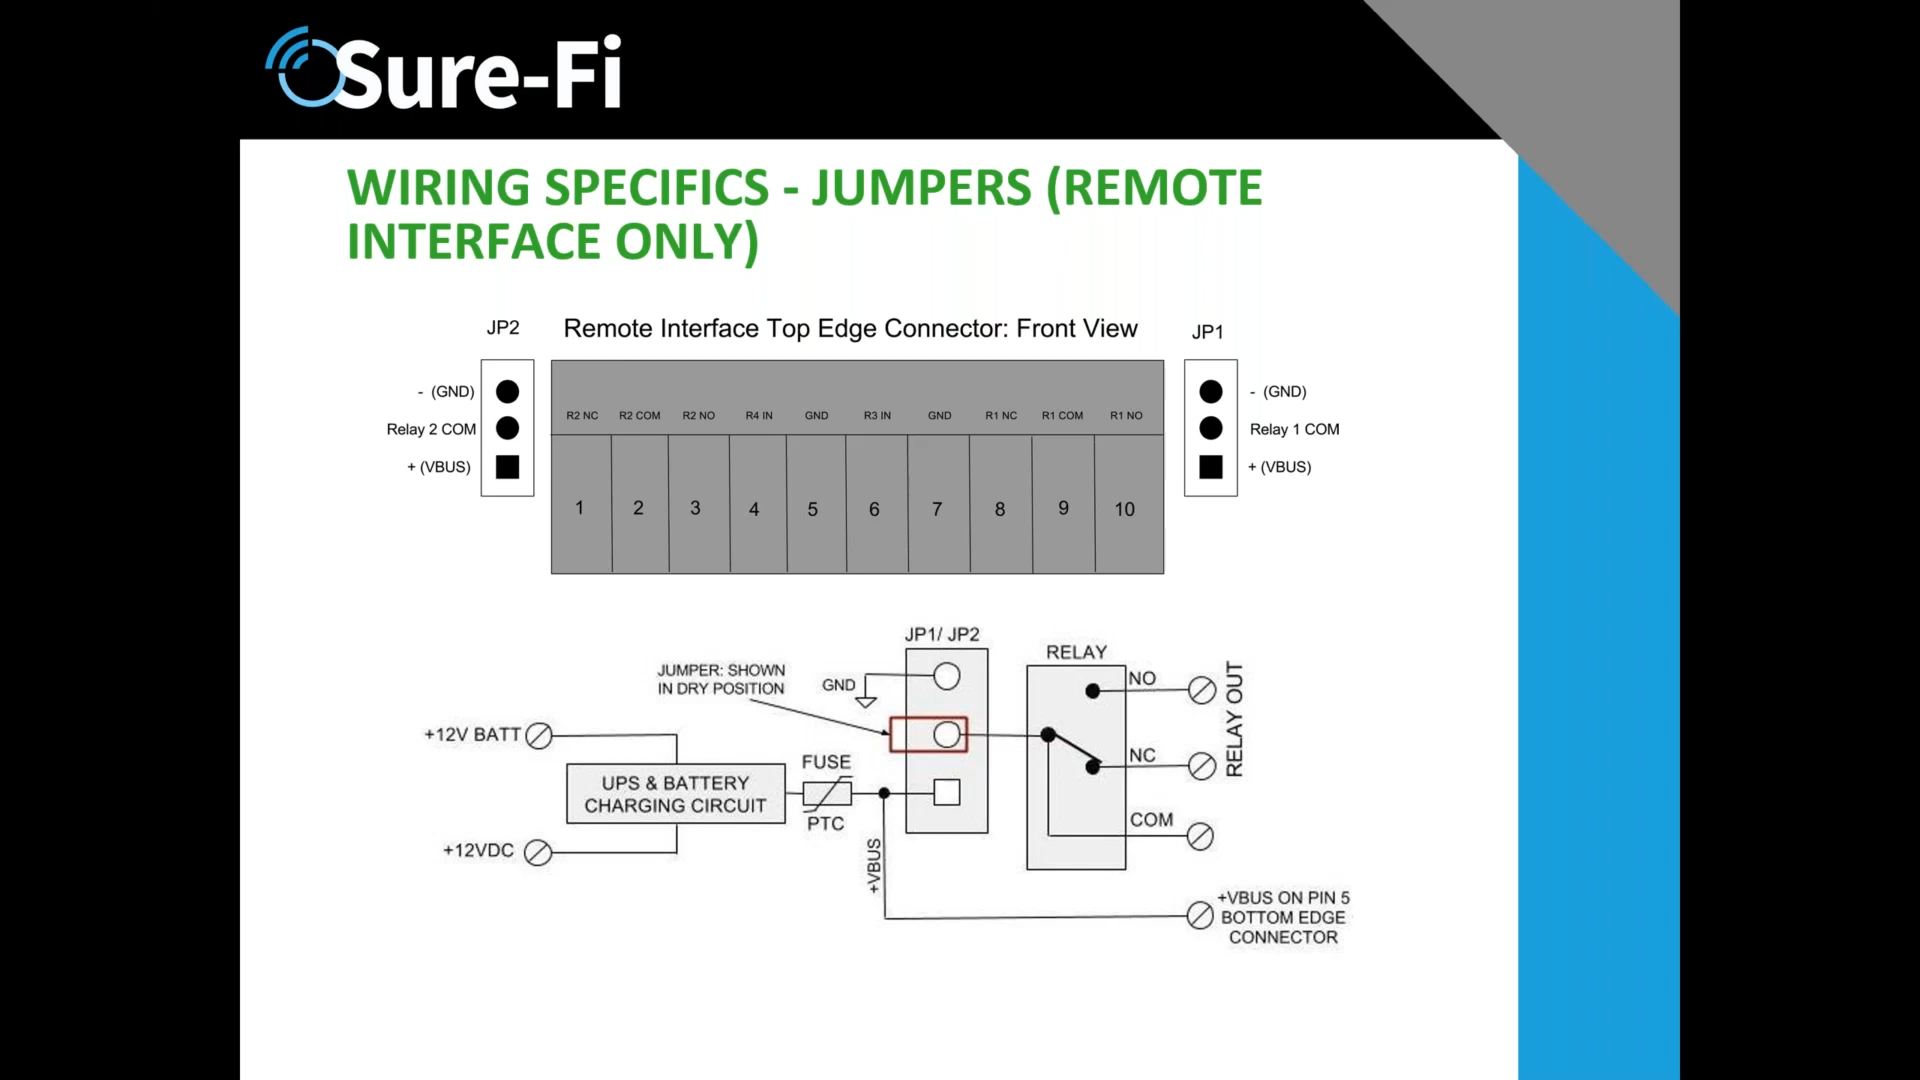 Sure-Fi
WIRING SPECIFICS - JUMPERS (REMOTE
INTERFACE ONLY)
JP2
Remote Interface Top Edge Connector: Front View
JP1
- (GND)
Relay 2 COM
+ (VBUS)
R2 NC R2 COM R2 NO R4 IN GND R3 IN GND R1 NC R1 COM R1 NO
1 2 3 4 5 6 7 8 9 10
- (GND)
Relay 1 COM
+ (VBUS)
JP1/ JP2
RELAY
JUMPER: SHOWN
IN DRY POSITION
GND
NO
RELAY OUT
+12V BATT
NC
FUSE
UPS & BATTERY
CHARGING CIRCUIT
PTC
COM
+12VDC
+VBUS
+VBUS ON PIN 5
BOTTOM EDGE
CONNECTOR